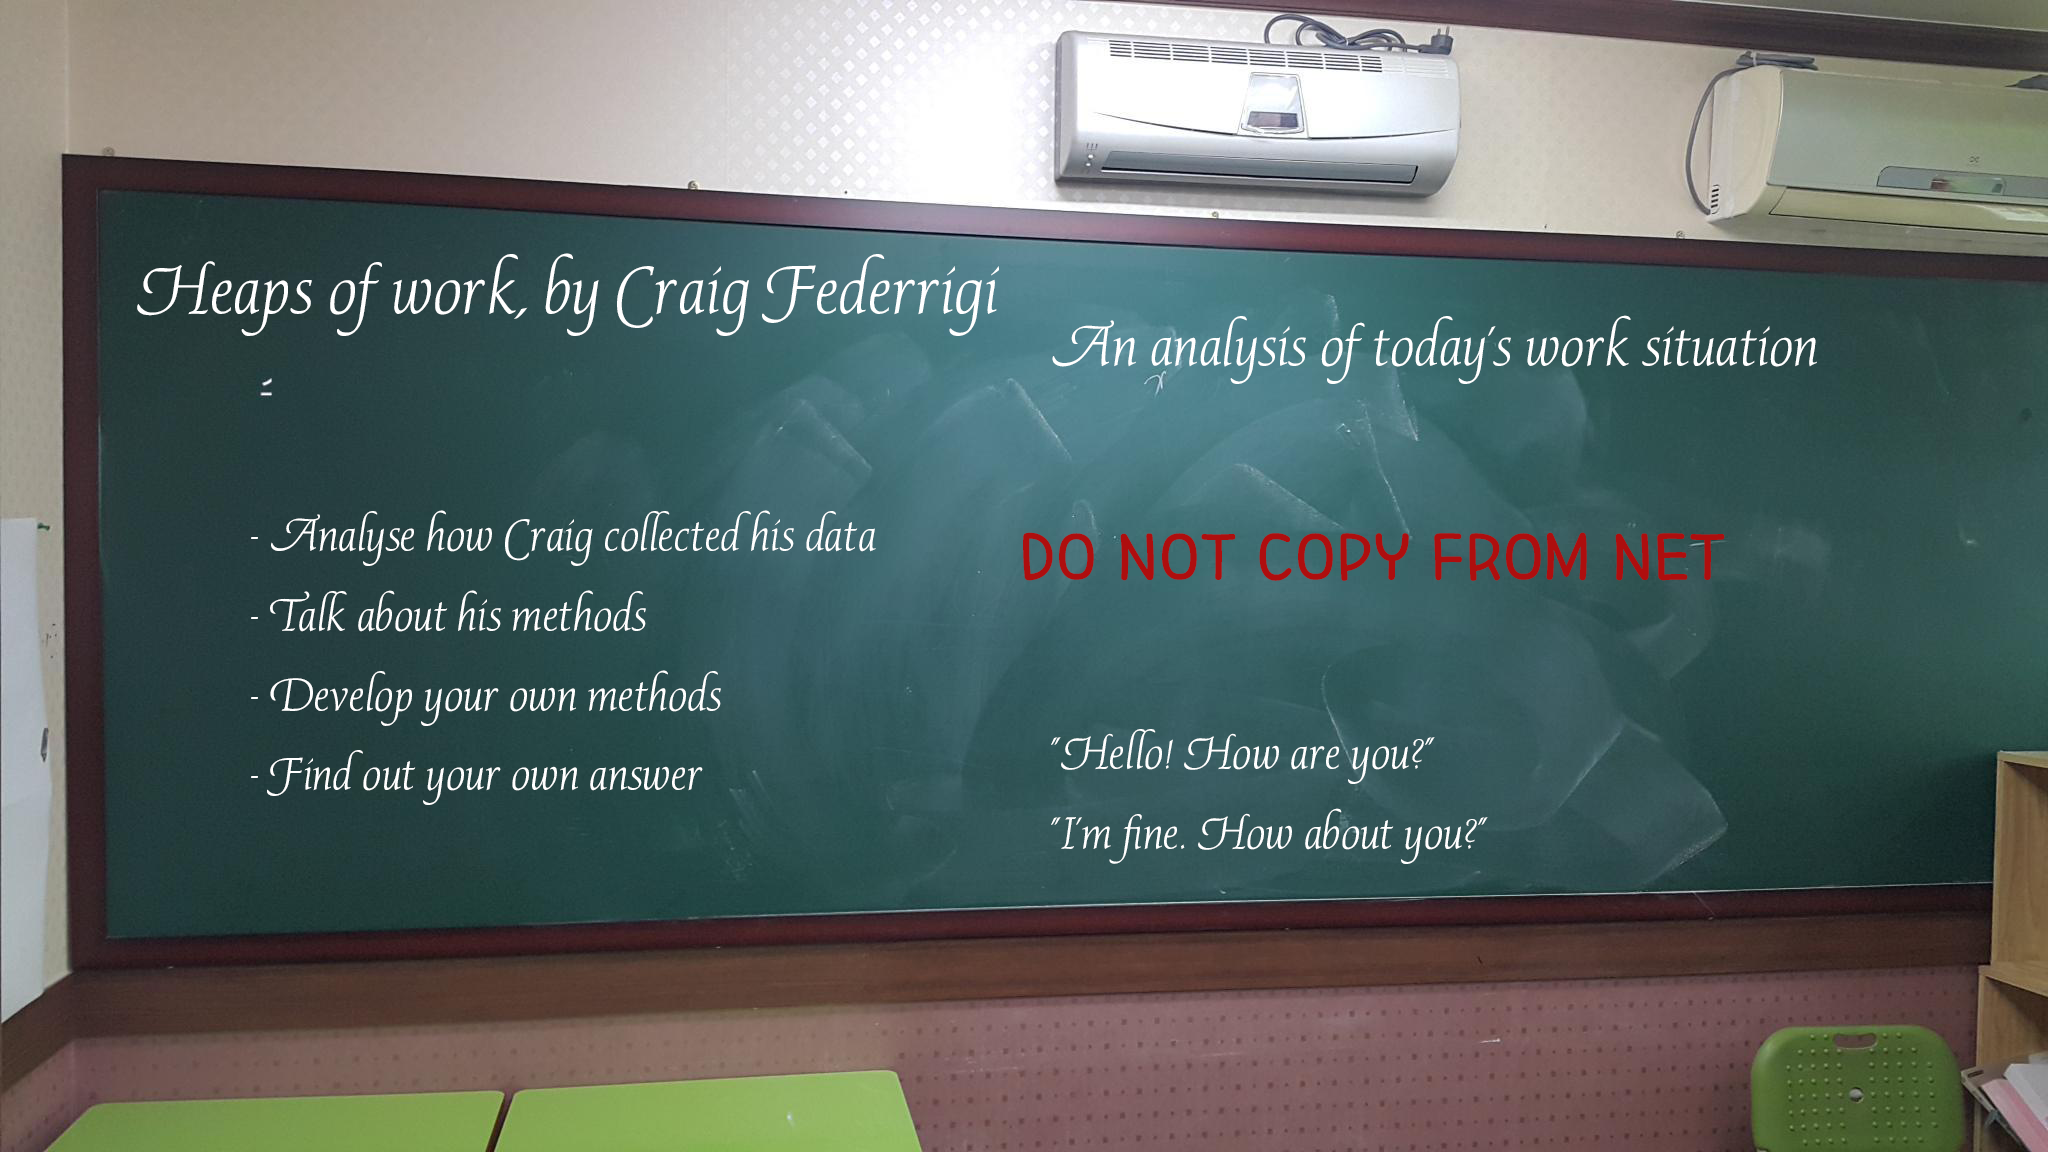 Heaps of work, by Craig Federrigi
An analysis of today's work situation
- Analyse how Craig collected his data
- Talk about his methods
- Develop your own methods
- Find out your own answer
DO NOT COPY FROM NET
"Hello! How are you?"
"I'm fine. How about you?"